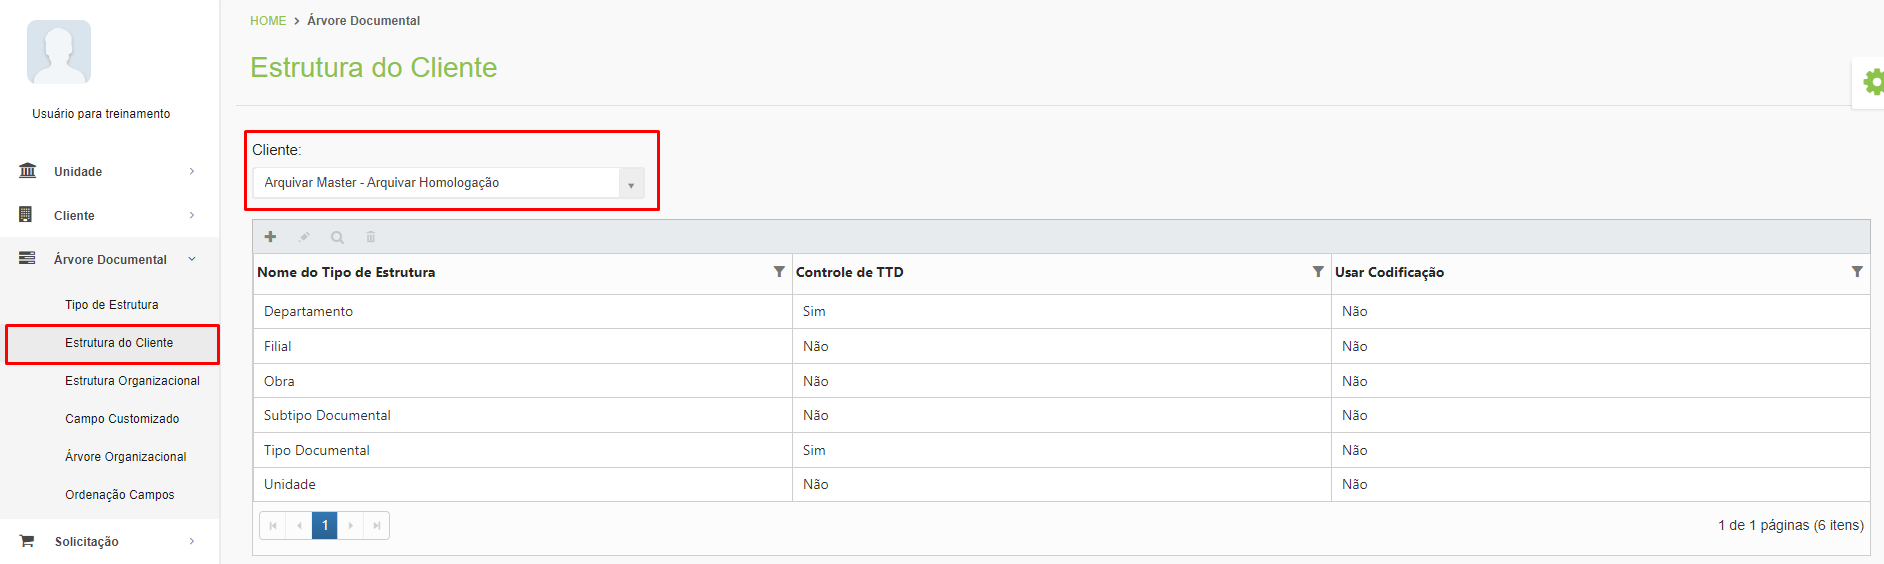 HOME > Árvore Documental
Estrutura do Cliente
Usuário para treinamento
Unidade
Cliente
Árvore Documental
Tipo de Estrutura
Estrutura do Cliente
Estrutura Organizacional
Campo Customizado
Árvore Organizacional
Ordenação Campos
Solicitação
Cliente:
Arquivar Master - Arquivar Homologação
Nome do Tipo de Estrutura Controle de TTD Usar Codificação
Departamento Sim Não
Filial Não Não
Obra Não Não
Subtipo Documental Não Não
Tipo Documental Sim Não
Unidade Não Não
1
1 de 1 páginas (6 itens)